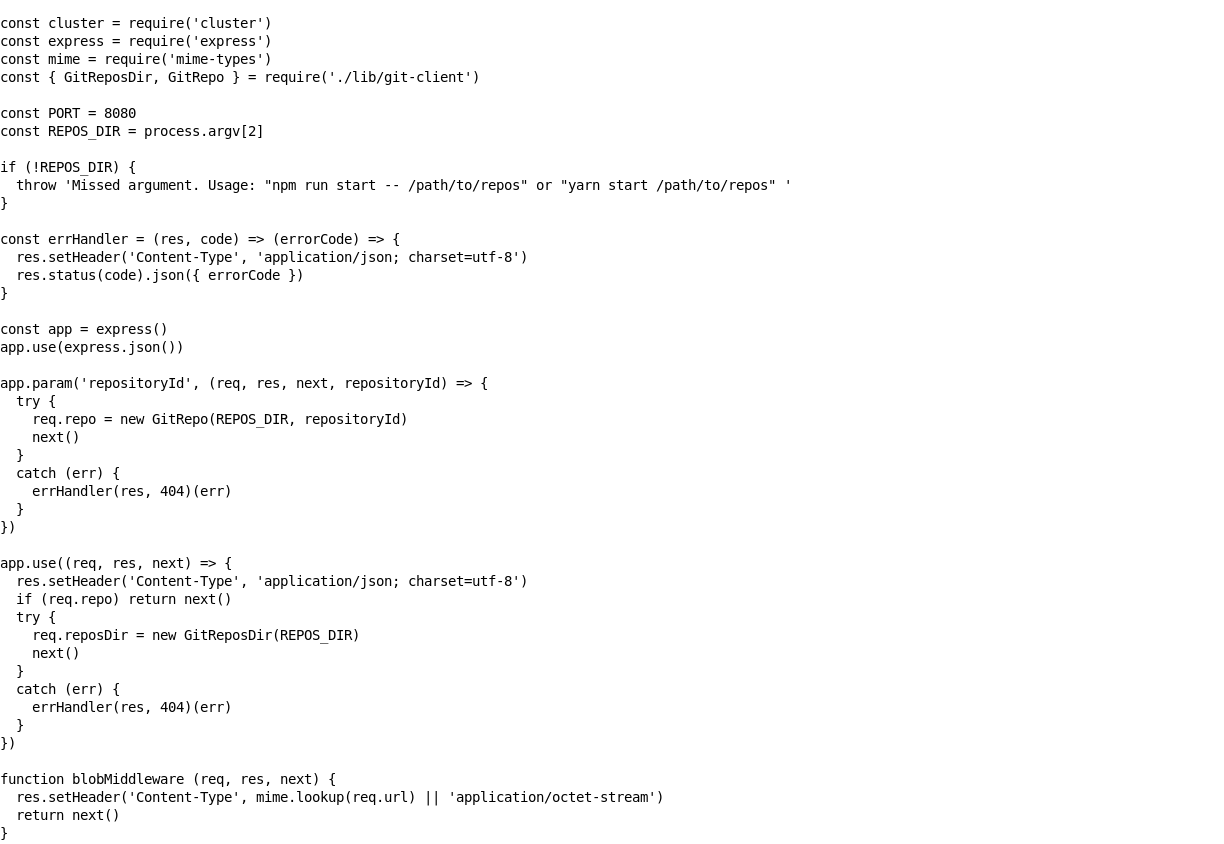 const cluster = require('cluster')
const express = require('express')
const mime = require('mime-types')
const { GitReposDir, GitRepo } = require('./lib/git-client')

const PORT = 8080
const REPOS_DIR = process.argv[2]

if (!REPOS_DIR) {
  throw 'Missed argument. Usage: "npm run start -- /path/to/repos" or "yarn start /path/to/repos" '
}

const errHandler = (res, code) => (errorCode) => {
  res.setHeader('Content-Type', 'application/json; charset=utf-8')
  res.status(code).json({ errorCode })
}

const app = express()
app.use(express.json())

app.param('repositoryId', (req, res, next, repositoryId) => {
  try {
    req.repo = new GitRepo(REPOS_DIR, repositoryId)
    next()
  }
  catch (err) {
    errHandler(res, 404)(err)
  }
})

app.use((req, res, next) => {
  res.setHeader('Content-Type', 'application/json; charset=utf-8')
  if (req.repo) return next()
  try {
    req.reposDir = new GitReposDir(REPOS_DIR)
    next()
  }
  catch (err) {
    errHandler(res, 404)(err)
  }
})

function blobMiddleware (req, res, next) {
  res.setHeader('Content-Type', mime.lookup(req.url) || 'application/octet-stream')
  return next()
}